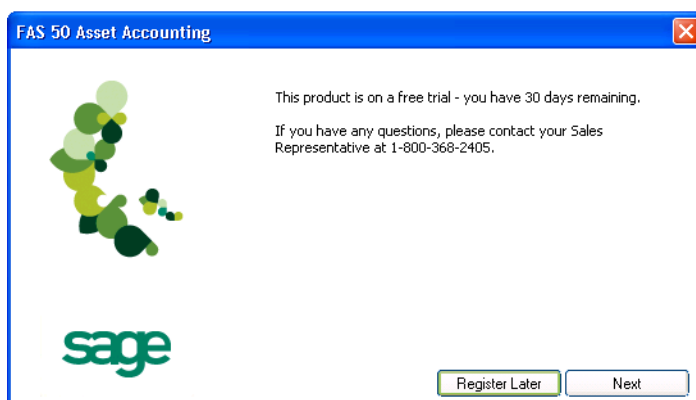 FAS 50 Asset Accounting
This product is on a free trial - you have 30 days remaining.
If you have any questions, please contact your Sales
Representative at 1-800-368-2405.
sage
Register Later
Next